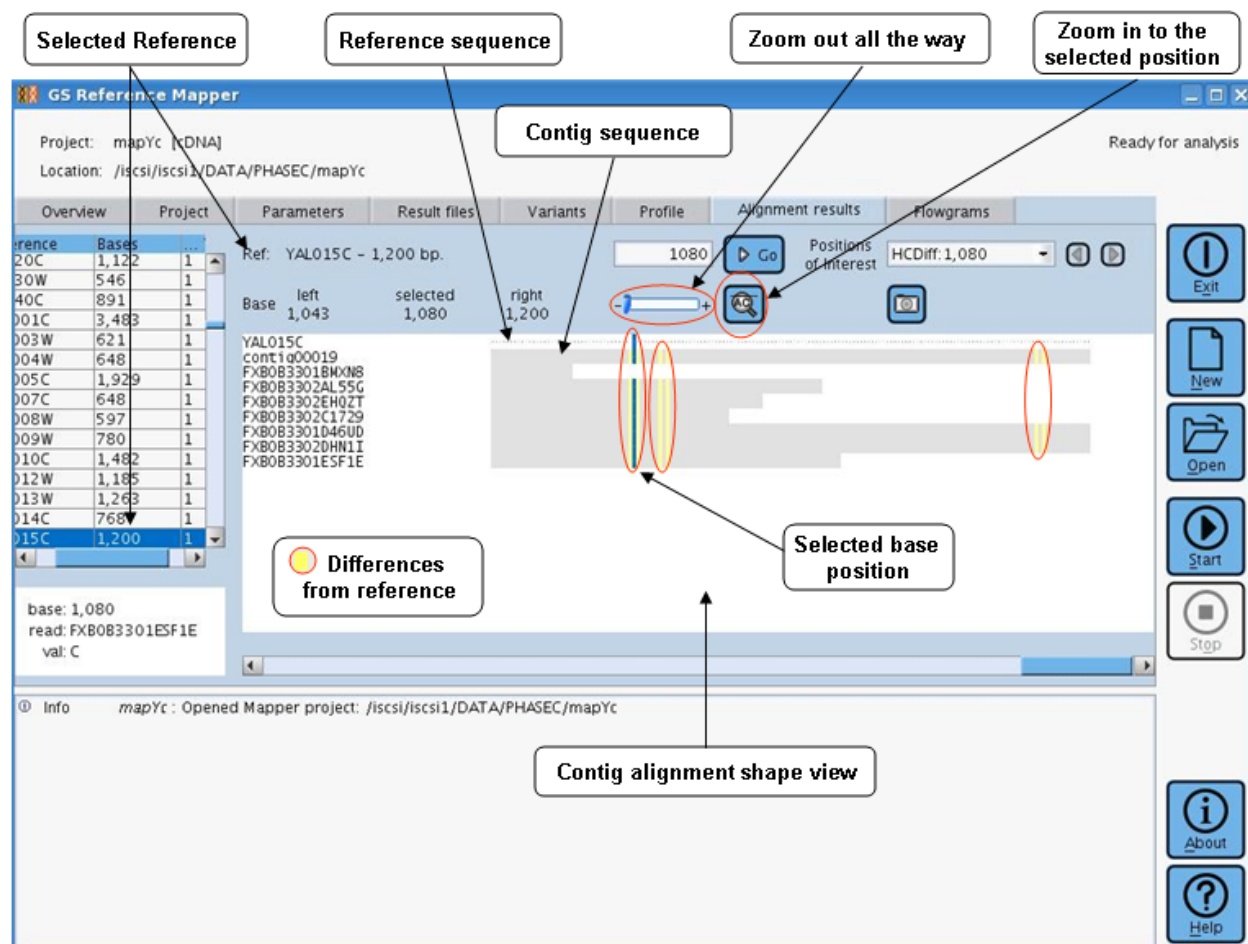 Selected Reference
Reference sequence
Zoom out all the way
Zoom in to the
selected position
GS Reference Mapper
Project: mapYc [cDNA]
Contig sequence
Ready for analysis
Location: /iscsi/iscsi1/DATA/PHASEC/mapYc
Overview Project Parameters Result files Variants Profile Alignment results Flowgrams
erence Bases ...
20C 1,122 1
30W 546 1
40C 891 1
001C 3,483 1
003W 621 1
004W 648 1
005C 1,929 1
007C 648 1
008W 597 1
009W 780 1
010C 1,482 1
012W 1,185 1
013W 1,263 1
014C 768 1
015C 1,200 1
Ref: YAL015C - 1,200 bp.
1080 Go
Positions
of Interest
HCDiff: 1,080
Base left selected right
1,043 1,080 1,200
- +
AC
YAL015C
contig00019
FXB0B3301BMXN8
FXB0B3302AL55G
FXB0B3302EHQZT
FXB0B3302C1729
FXB0B3301D46UD
FXB0B3302DHN1I
FXB0B3301ESF1E
Differences
from reference
Selected base
position
base: 1,080
read: FXB0B3301ESF1E
val: C
Info mapYc : Opened Mapper project: /iscsi/iscsi1/DATA/PHASEC/mapYc
Contig alignment shape view
Exit
New
Open
Start
Stop
About
Help